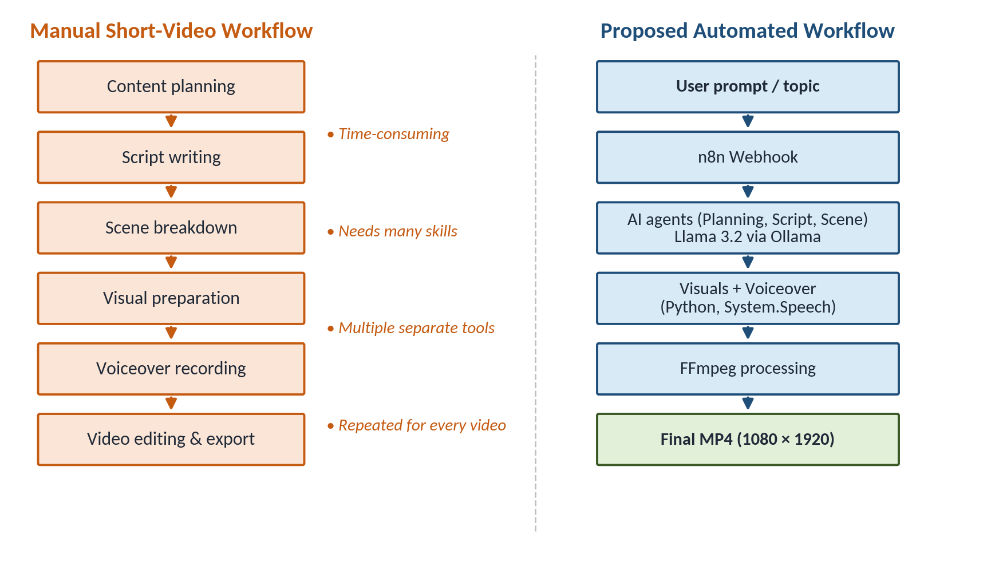 Manual Short-Video Workflow
Content planning
Script writing
Scene breakdown
Visual preparation
Voiceover recording
Video editing & export
• Time-consuming
• Needs many skills
• Multiple separate tools
• Repeated for every video
Proposed Automated Workflow
User prompt / topic
n8n Webhook
AI agents (Planning, Script, Scene)
Llama 3.2 via Ollama
Visuals + Voiceover
(Python, System.Speech)
FFmpeg processing
Final MP4 (1080 × 1920)